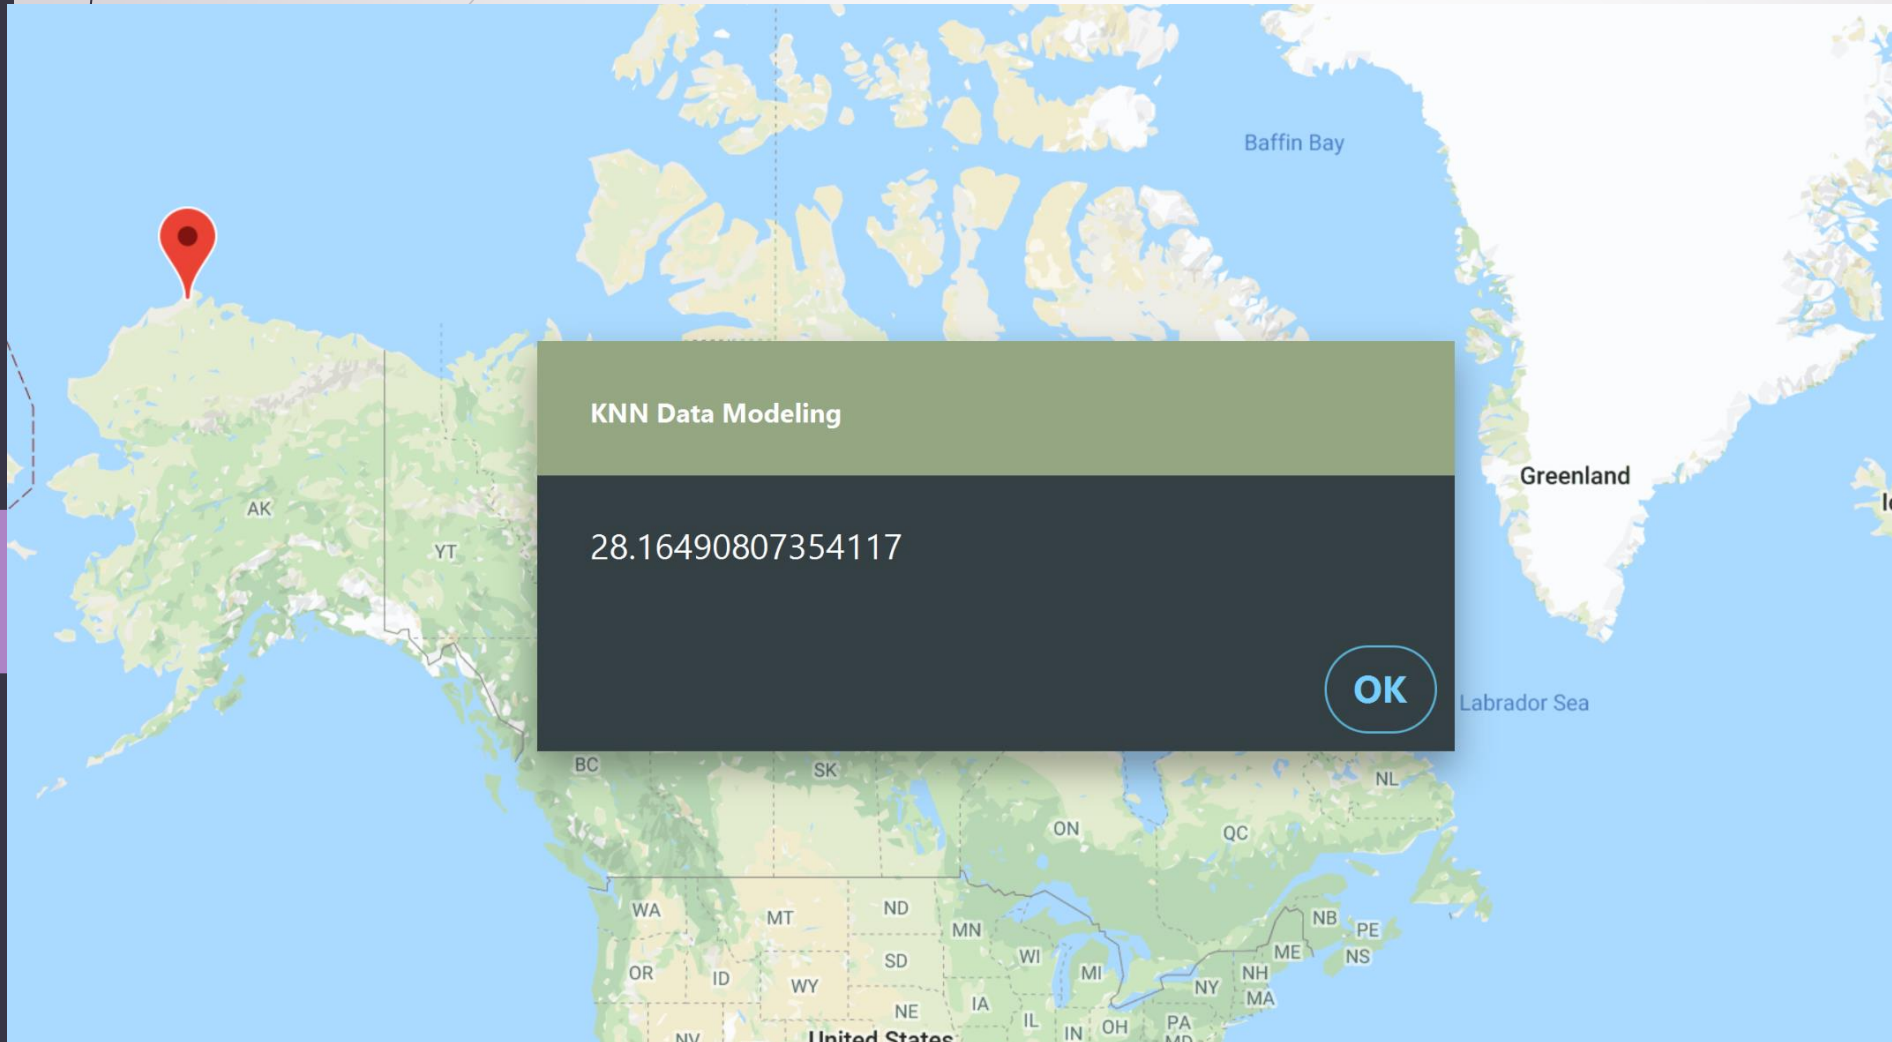 Baffin Bay
KNN Data Modeling
Greenland
AK
28.16490807354117
YT
OK
Labrador Sea
BC
SK
NL
ON
QC
WA
MT
ND
NB
PE
MN
ME
NS
OR
ID
WY
SD
WI
MI
NH
NY
MA
NE
IA
IL
IN
OH
PA
NV
United States
MD